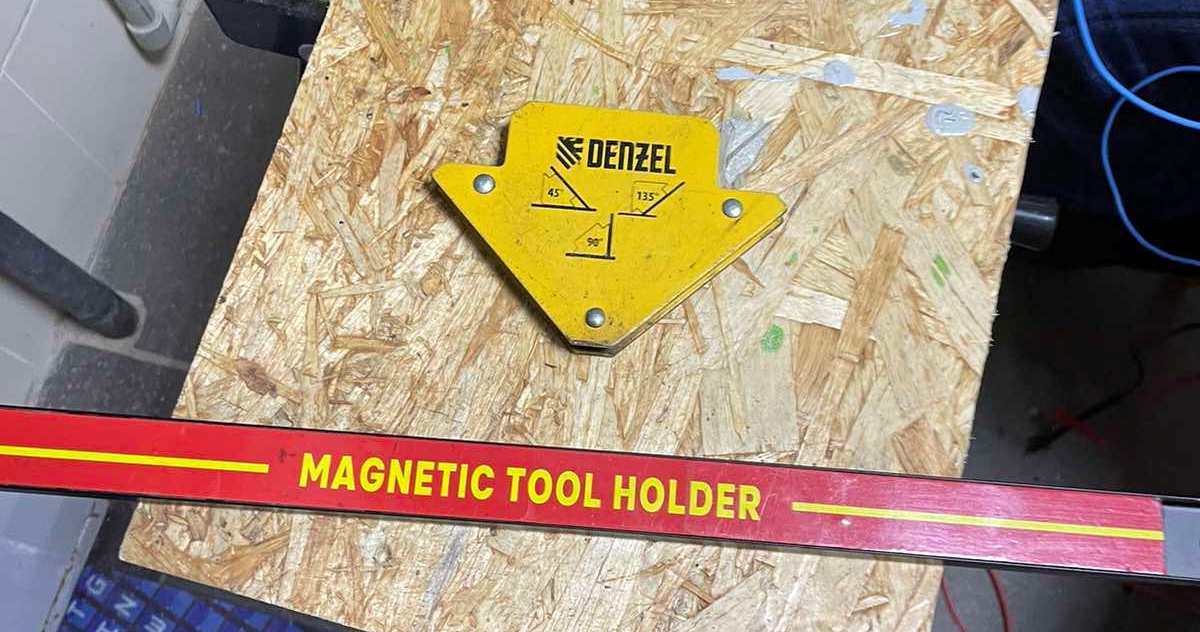 DENZEL
45°
135°
90°
MAGNETIC TOOL HOLDER
G
T
N